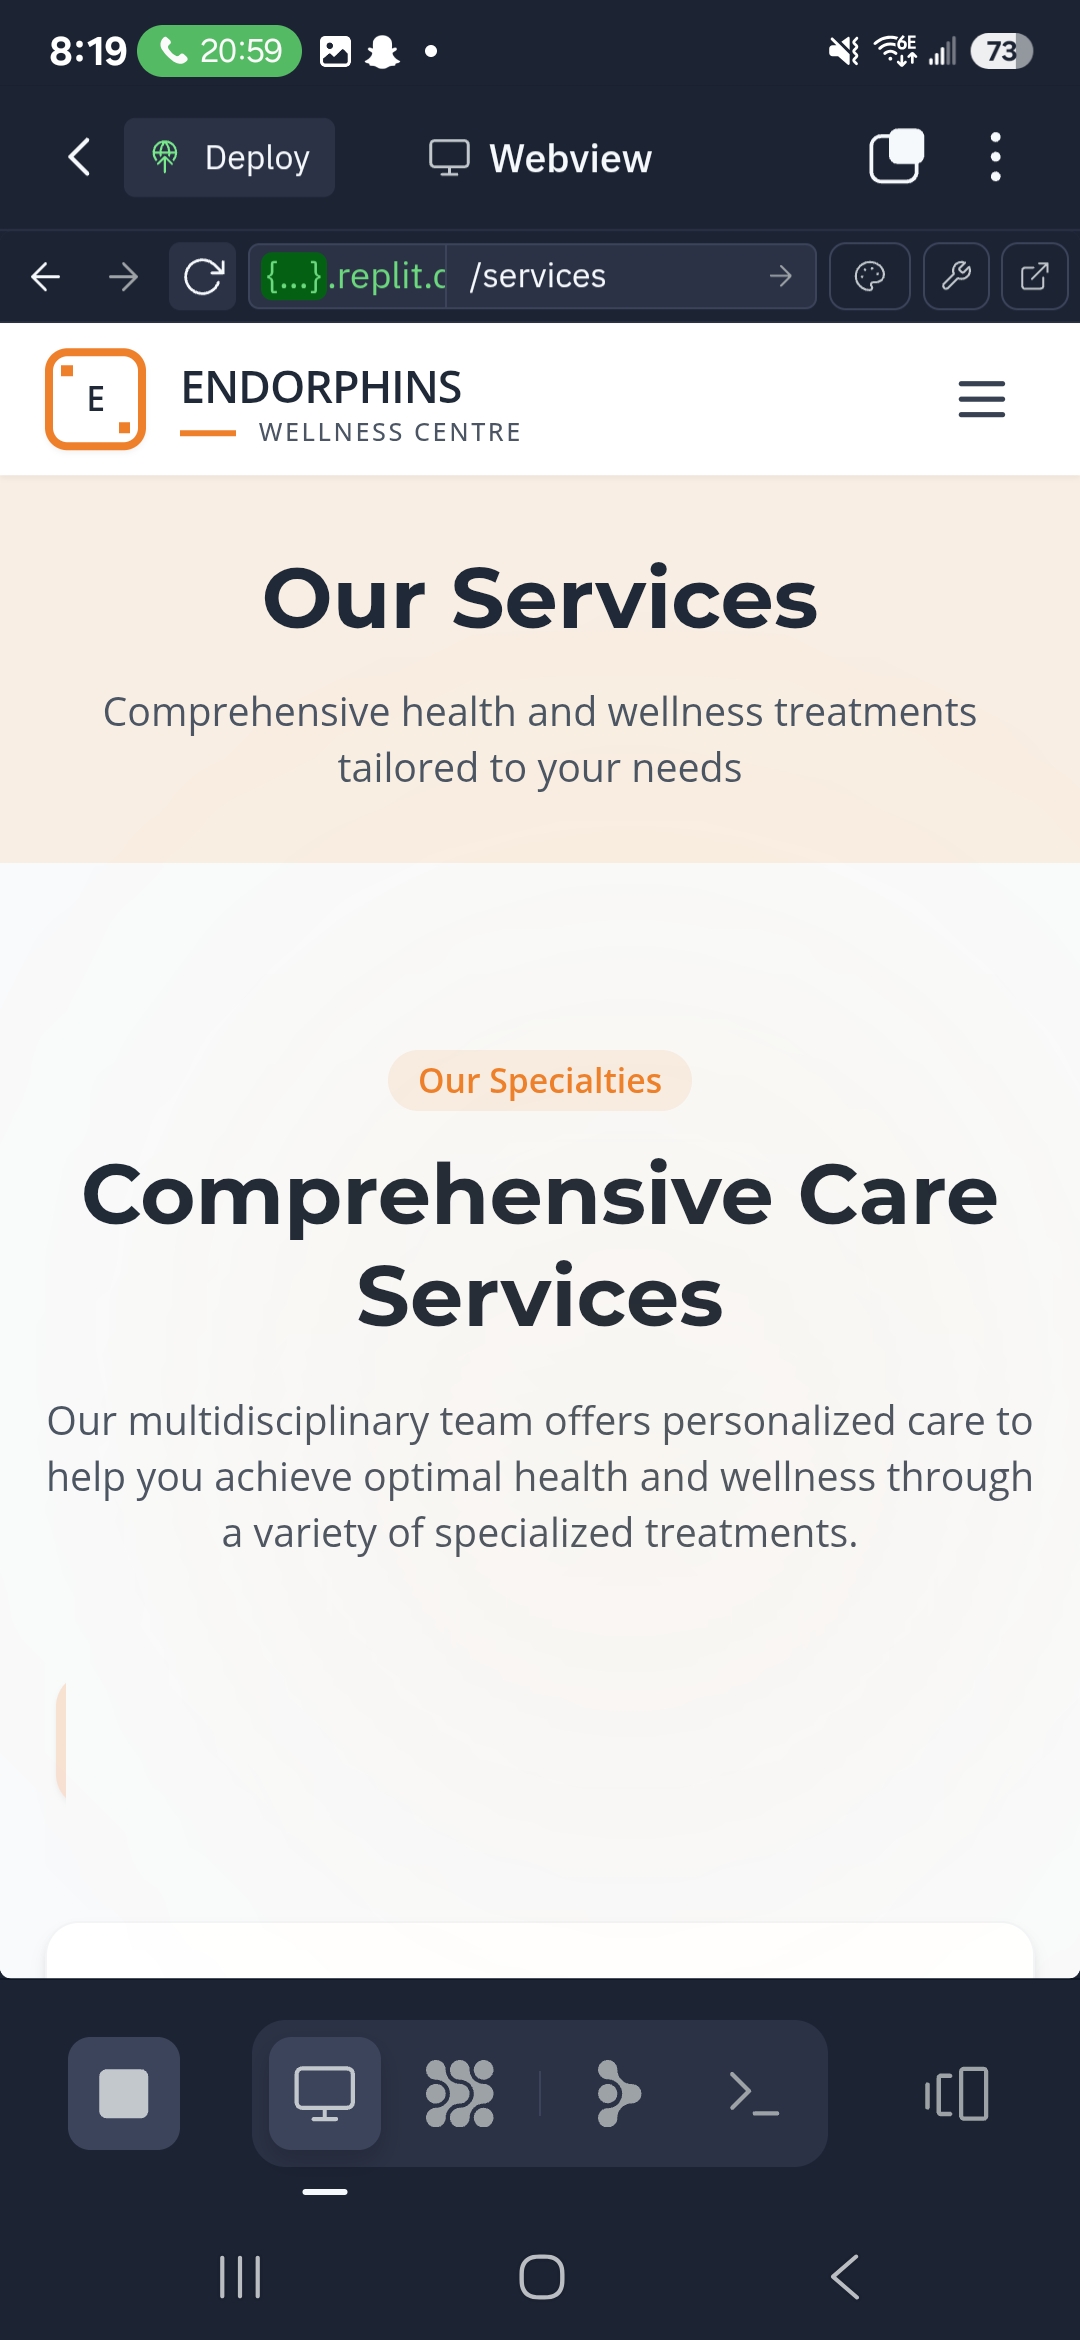 8:19 20:59 6E 73
Deploy Webview
{...}.replit.c /services
E
ENDORPHINS
WELLNESS CENTRE
Our Services
Comprehensive health and wellness treatments
tailored to your needs
Our Specialties
Comprehensive Care
Services
Our multidisciplinary team offers personalized care to
help you achieve optimal health and wellness through
a variety of specialized treatments.